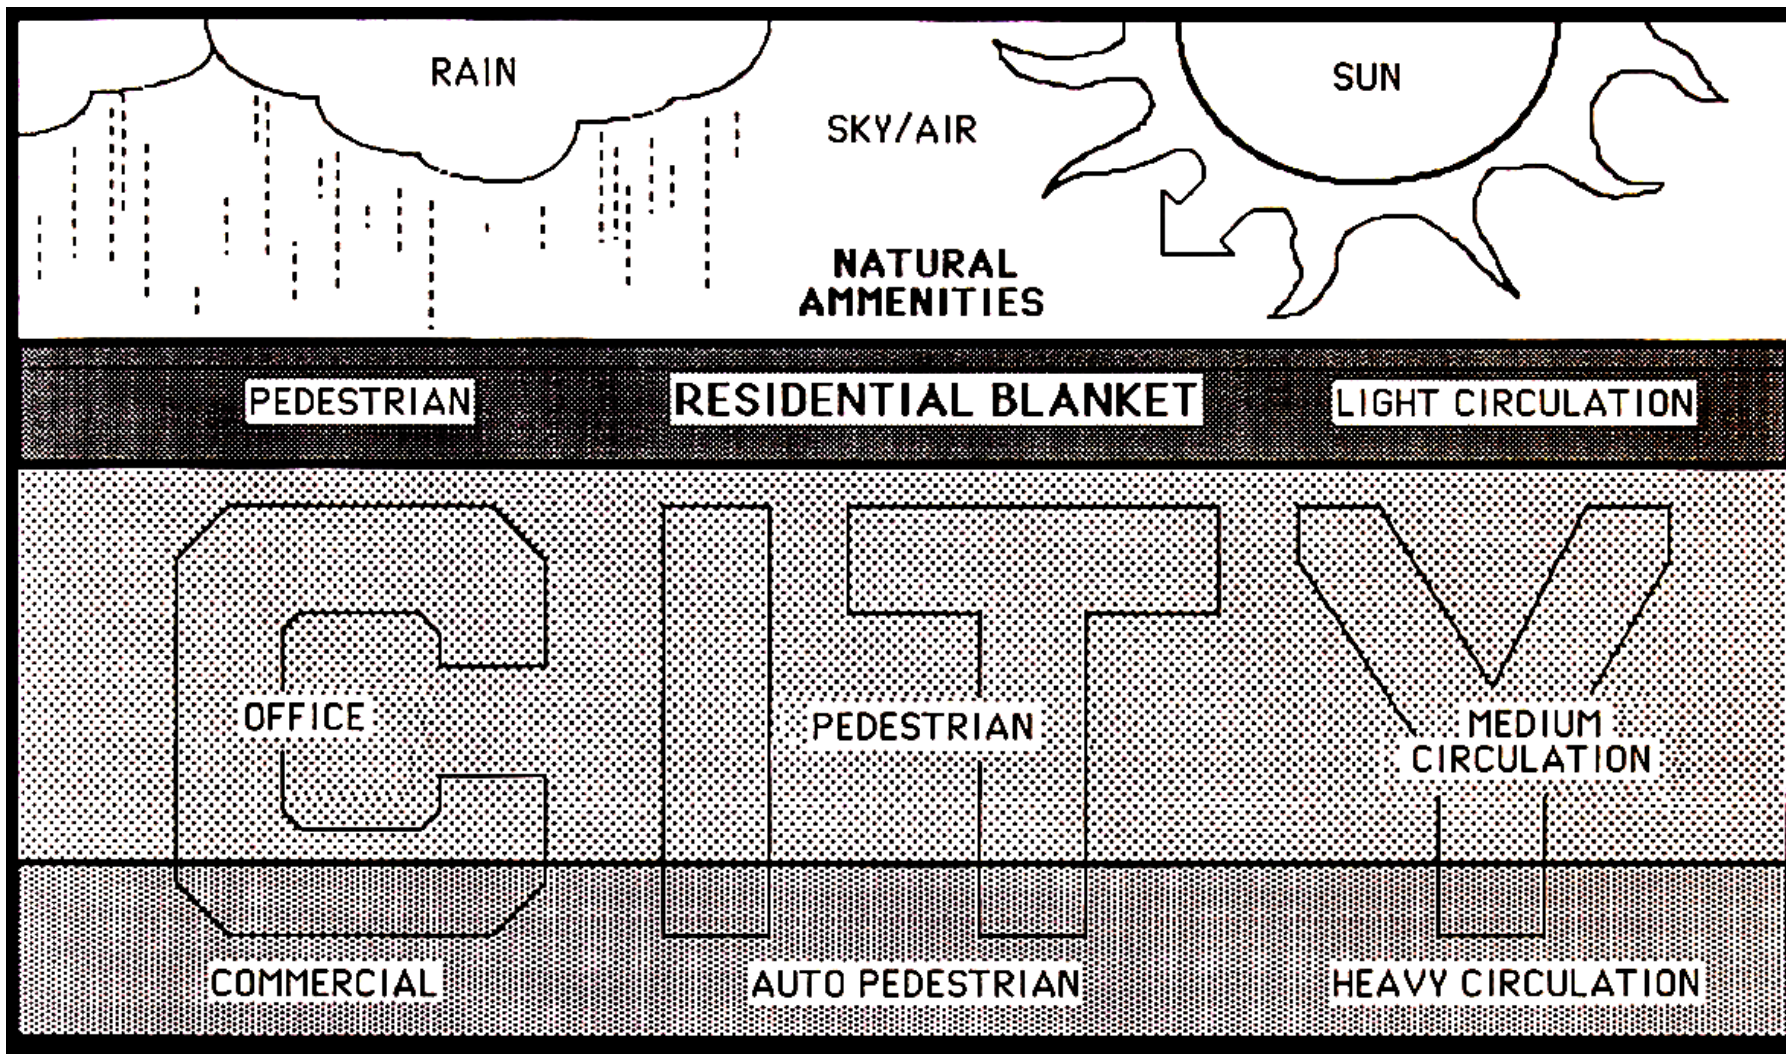 RAIN
SUN
SKY/AIR
NATURAL
AMMENITIES
PEDESTRIAN
RESIDENTIAL BLANKET
LIGHT CIRCULATION
CITY
OFFICE
PEDESTRIAN
MEDIUM
CIRCULATION
COMMERCIAL
AUTO PEDESTRIAN
HEAVY CIRCULATION